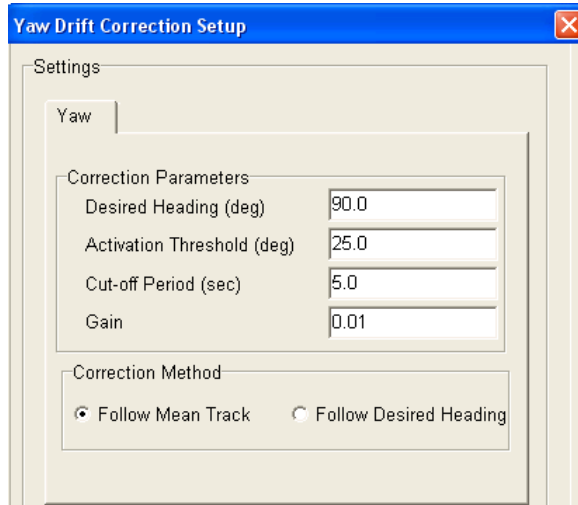 Yaw Drift Correction Setup
Settings
Yaw
Correction Parameters
Desired Heading (deg) 90.0
Activation Threshold (deg) 25.0
Cut-off Period (sec) 5.0
Gain 0.01
Correction Method
Follow Mean Track Follow Desired Heading